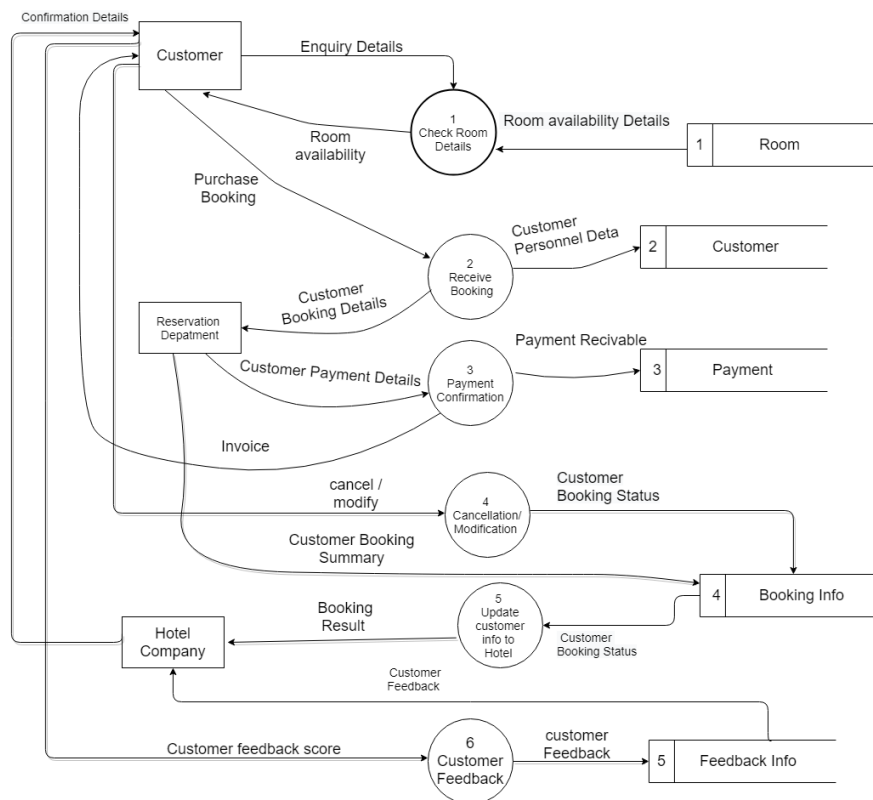 Confirmation Details
Customer
Enquiry Details
1
Check Room
Details
Room
availability
Room availability Details
1
Room
Purchase
Booking
2
Receive
Booking
Customer
Personnel Deta
2
Customer
Customer
Booking Details
Reservation
Depatment
Customer Payment Details
3
Payment
Confirmation
Payment Recivable
3
Payment
Invoice
cancel /
modify
4
Cancellation/
Modification
Customer
Booking Status
Customer Booking
Summary
4
Booking Info
Booking
Result
5
Update
customer
info to
Hotel
Customer
Booking Status
Hotel
Company
Customer
Feedback
Customer feedback score
6
Customer
Feedback
customer
Feedback
5
Feedback Info